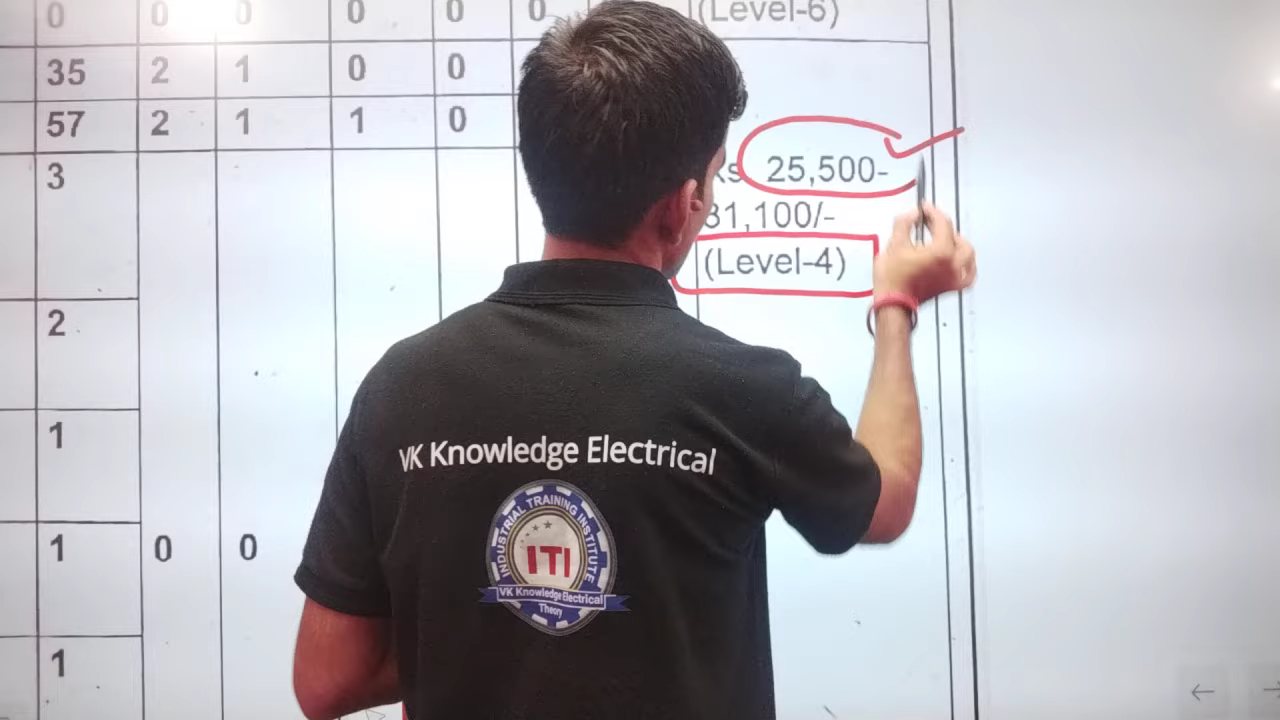 0 0 0 0 0 0 (Level-6)
35 2 1 0 0
57 2 1 1 0
3
25,500-
81,100/-
(Level-4)
2
1
1 0 0
1
VK Knowledge Electrical
INDUSTRIAL TRAINING INSTITUTE
ITI
VK Knowledge Electrical
Theory